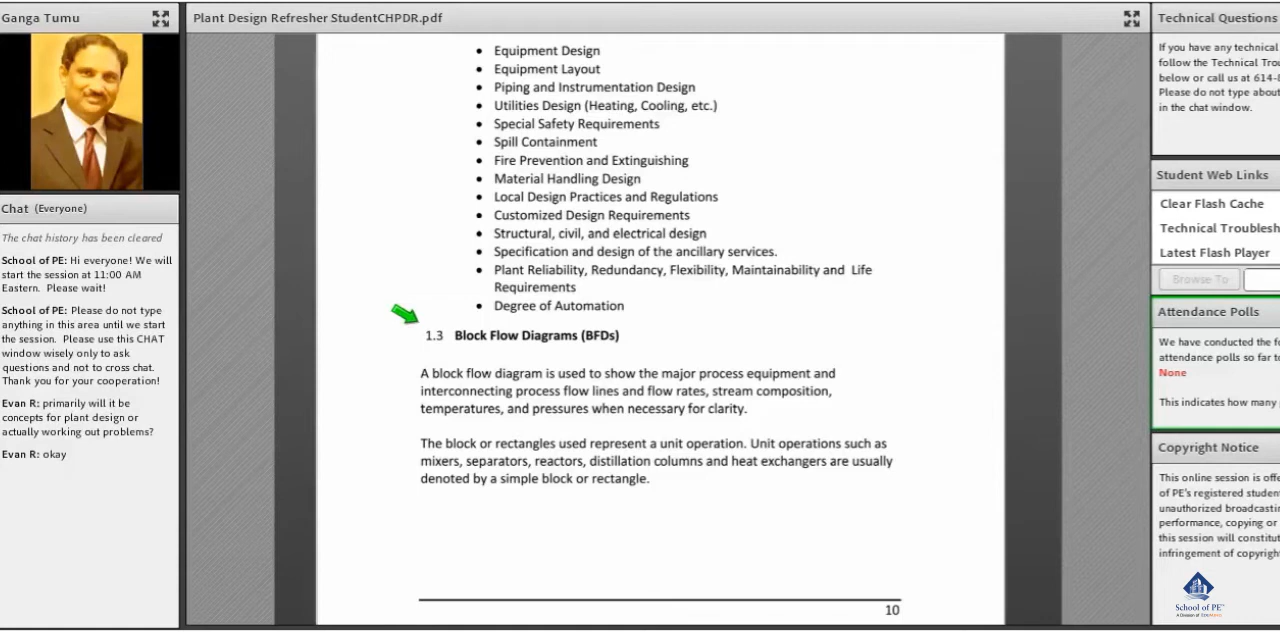 Ganga Tumu
Chat (Everyone)
The chat history has been cleared
School of PE: Hi everyone! We will
start the session at 11:00 AM
Eastern. Please wait!
School of PE: Please do not type
anything in this area until we start
the session. Please use this CHAT
window wisely only to ask
questions and not to cross chat.
Thank you for your cooperation!
Evan R: primarily will it be
concepts for plant design or
actually working out problems?
Evan R: okay
Plant Design Refresher StudentCHPDR.pdf
• Equipment Design
• Equipment Layout
• Piping and Instrumentation Design
• Utilities Design (Heating, Cooling, etc.)
• Special Safety Requirements
• Spill Containment
• Fire Prevention and Extinguishing
• Material Handling Design
• Local Design Practices and Regulations
• Customized Design Requirements
• Structural, civil, and electrical design
• Specification and design of the ancillary services.
• Plant Reliability, Redundancy, Flexibility, Maintainability and Life
Requirements
• Degree of Automation
1.3 Block Flow Diagrams (BFDs)
A block flow diagram is used to show the major process equipment and
interconnecting process flow lines and flow rates, stream composition,
temperatures, and pressures when necessary for clarity.
The block or rectangles used represent a unit operation. Unit operations such as
mixers, separators, reactors, distillation columns and heat exchangers are usually
denoted by a simple block or rectangle.
10
Technical Questions
If you have any technical
follow the Technical Trou
below or call us at 614-
Please do not type about
in the chat window.
Student Web Links
Clear Flash Cache
Technical Troublesh
Latest Flash Player
Browse To
Attendance Polls
We have conducted the fo
attendance polls so far to
None
This indicates how many
Copyright Notice
This online session is offe
of PE's registered student
unauthorized broadcastin
performance, copying or
this session will constitut
infringement of copyright
School of PE